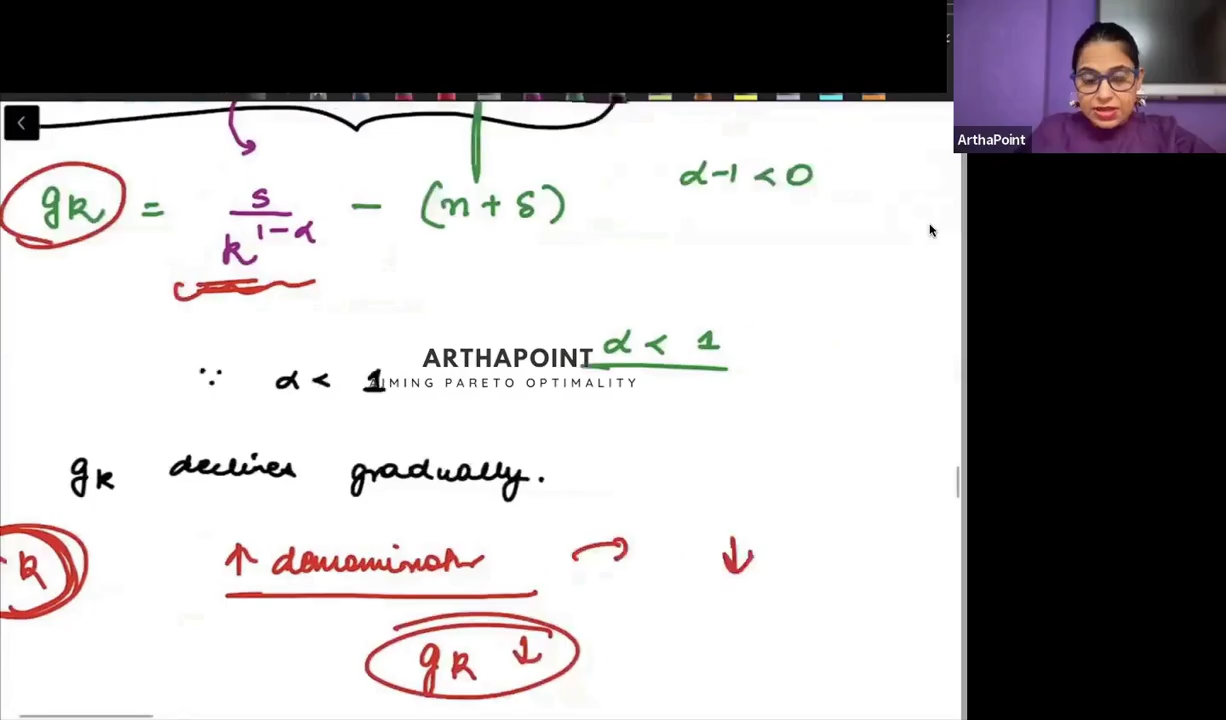 ArthaPoint
gk = s / k^{1-α} - (n + δ)
α-1 < 0
α < 1
ARTHAPOINT
AIMING PARETO OPTIMALITY
∵ α < 1
gk declines gradually.
k ↑ denominator → ↓
gk ↓